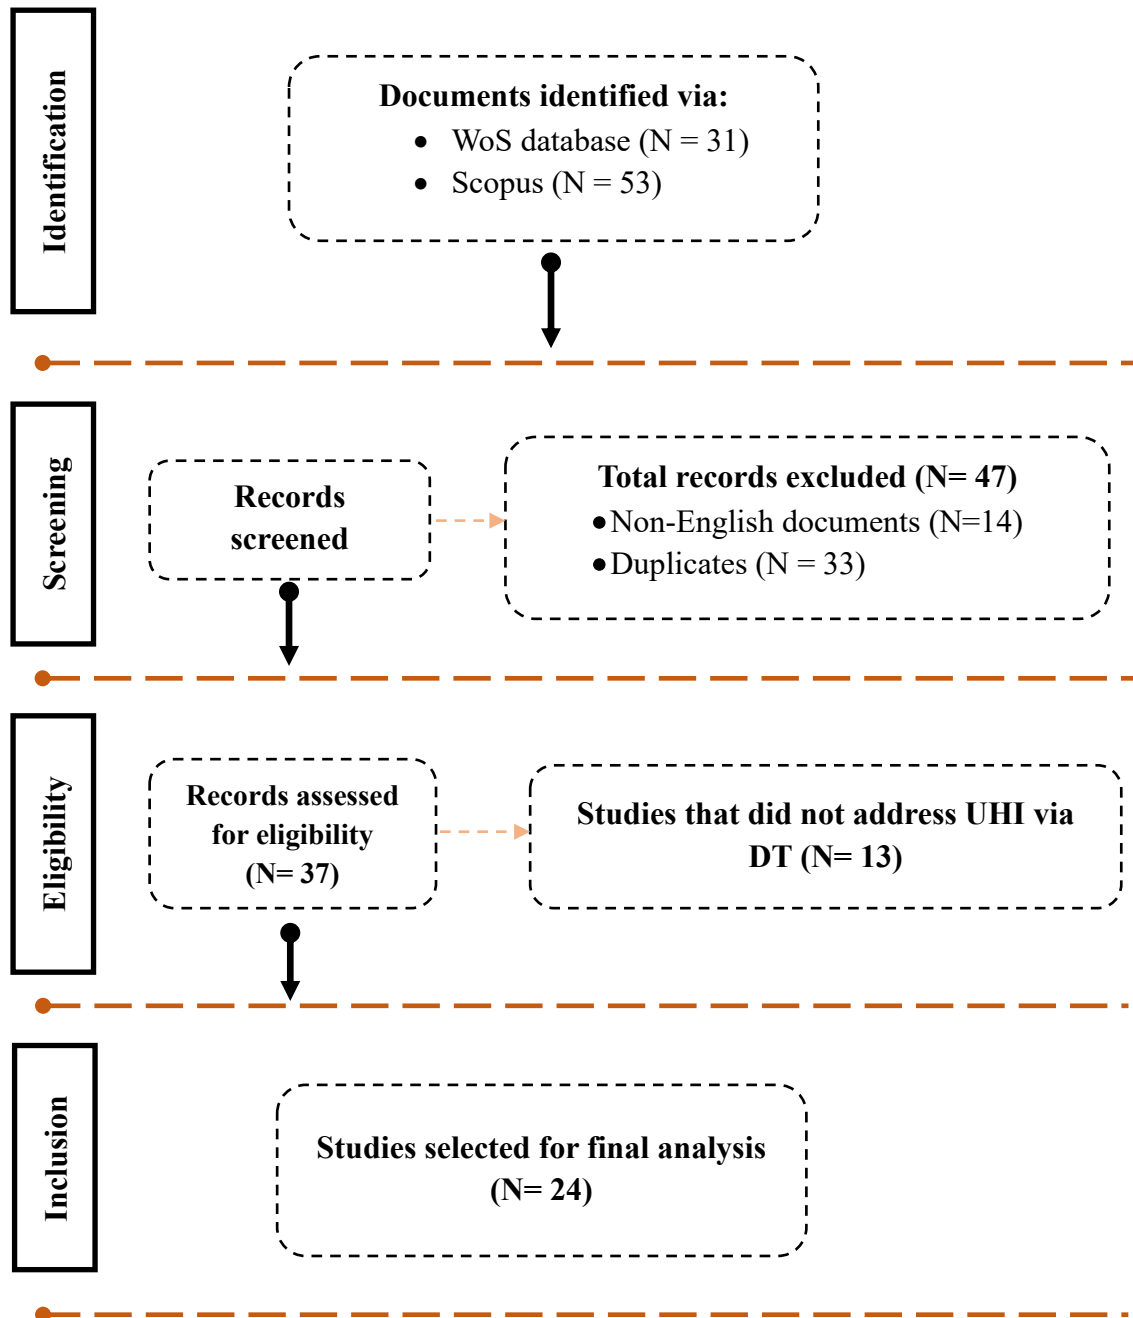 Identification
Documents identified via:
• WoS database (N = 31)
• Scopus (N = 53)
Screening
Records
screened
Total records excluded (N= 47)
•Non-English documents (N=14)
•Duplicates (N = 33)
Eligibility
Records assessed
for eligibility
(N= 37)
Studies that did not address UHI via
DT (N= 13)
Inclusion
Studies selected for final analysis
(N= 24)